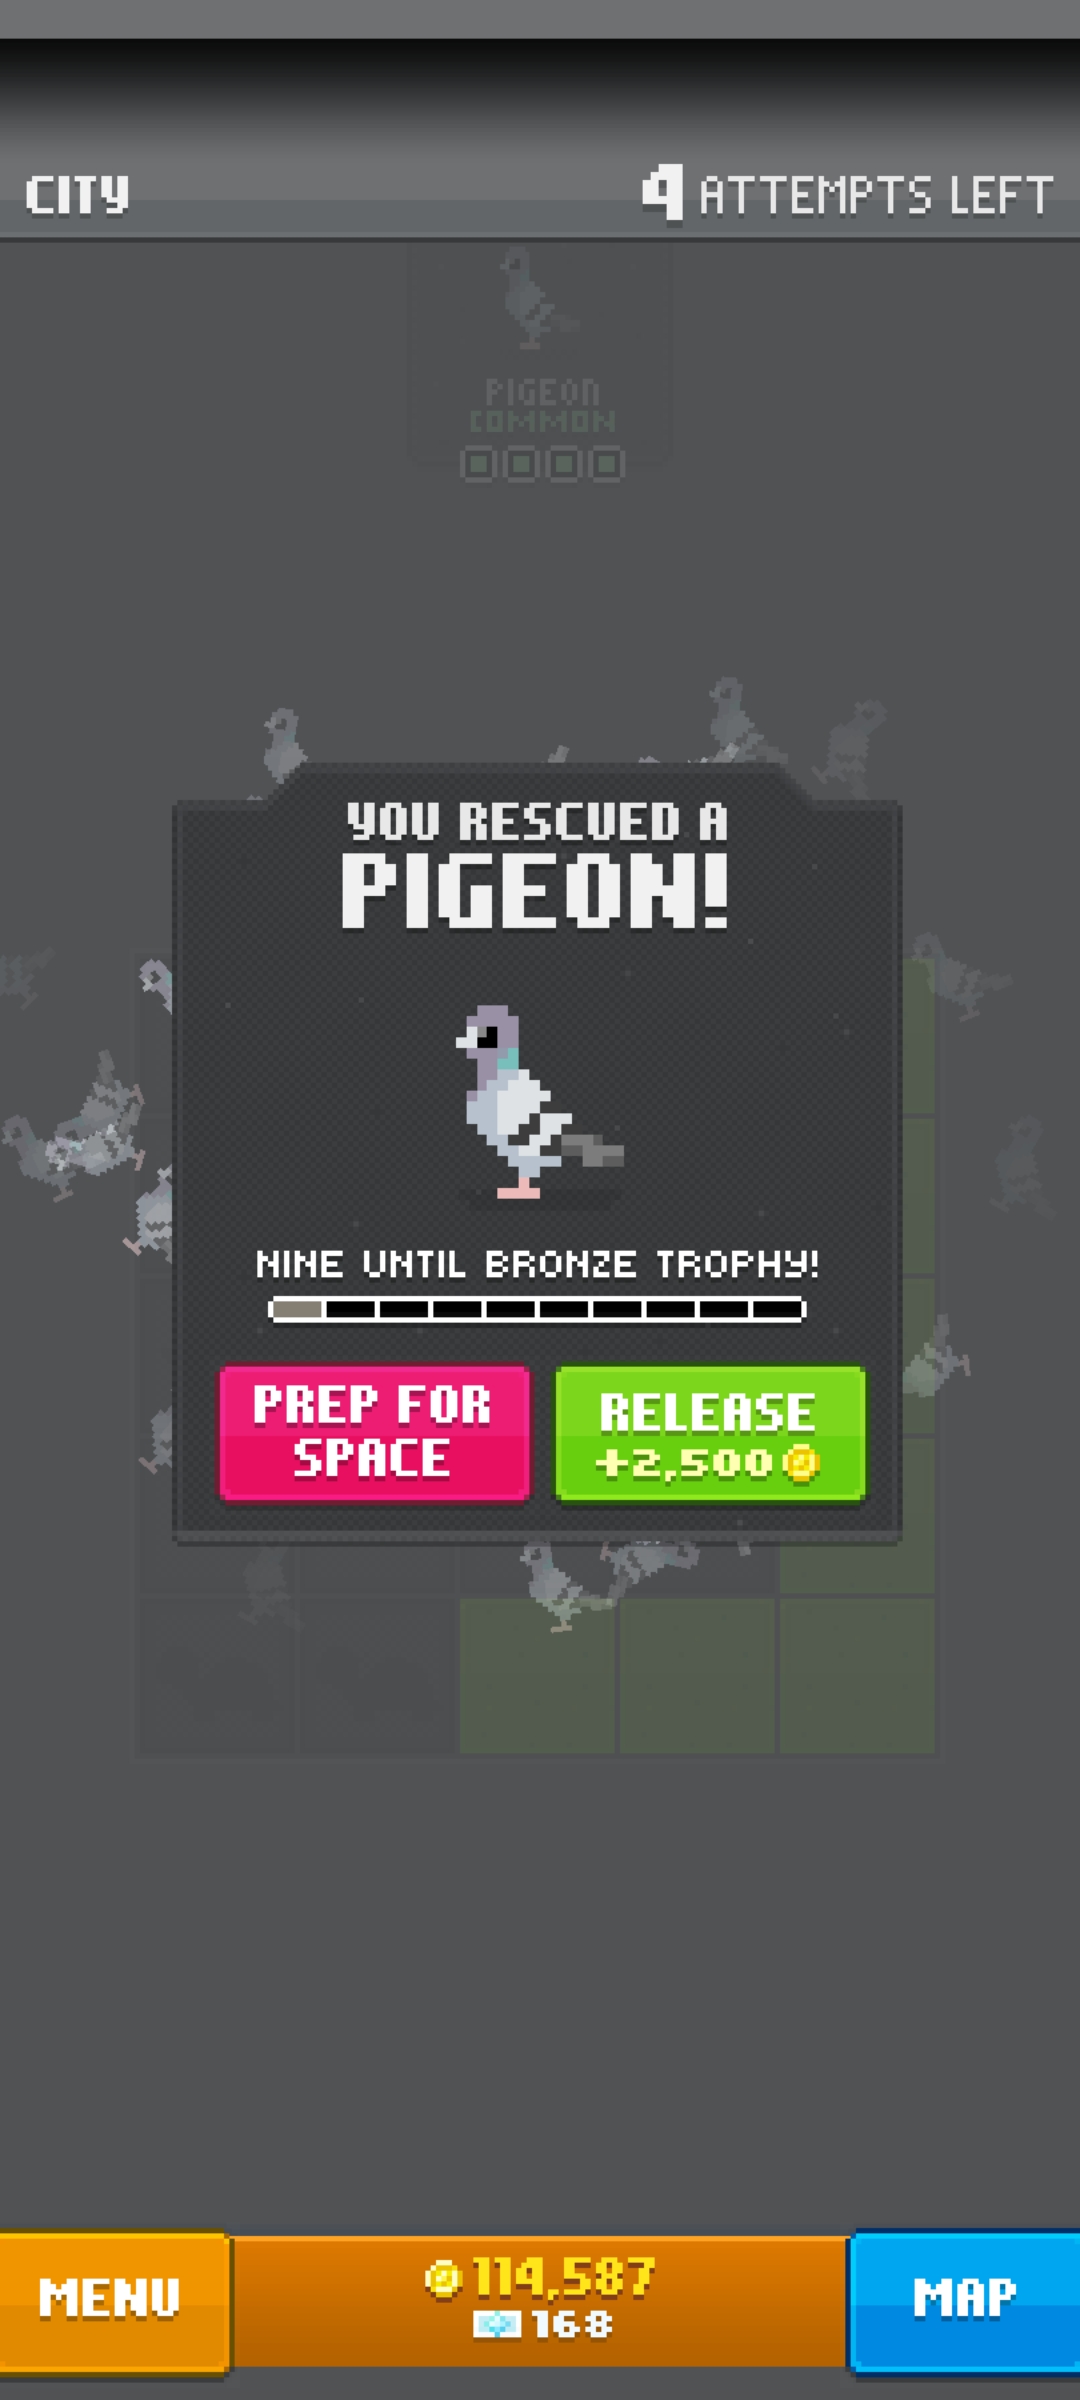 CITY
4 ATTEMPTS LEFT
PIGEON
COMMON
YOU RESCUED A
PIGEON!
NINE UNTIL BRONZE TROPHY!
PREP FOR
SPACE
RELEASE
+2,500
MENU
114,587
168
MAP